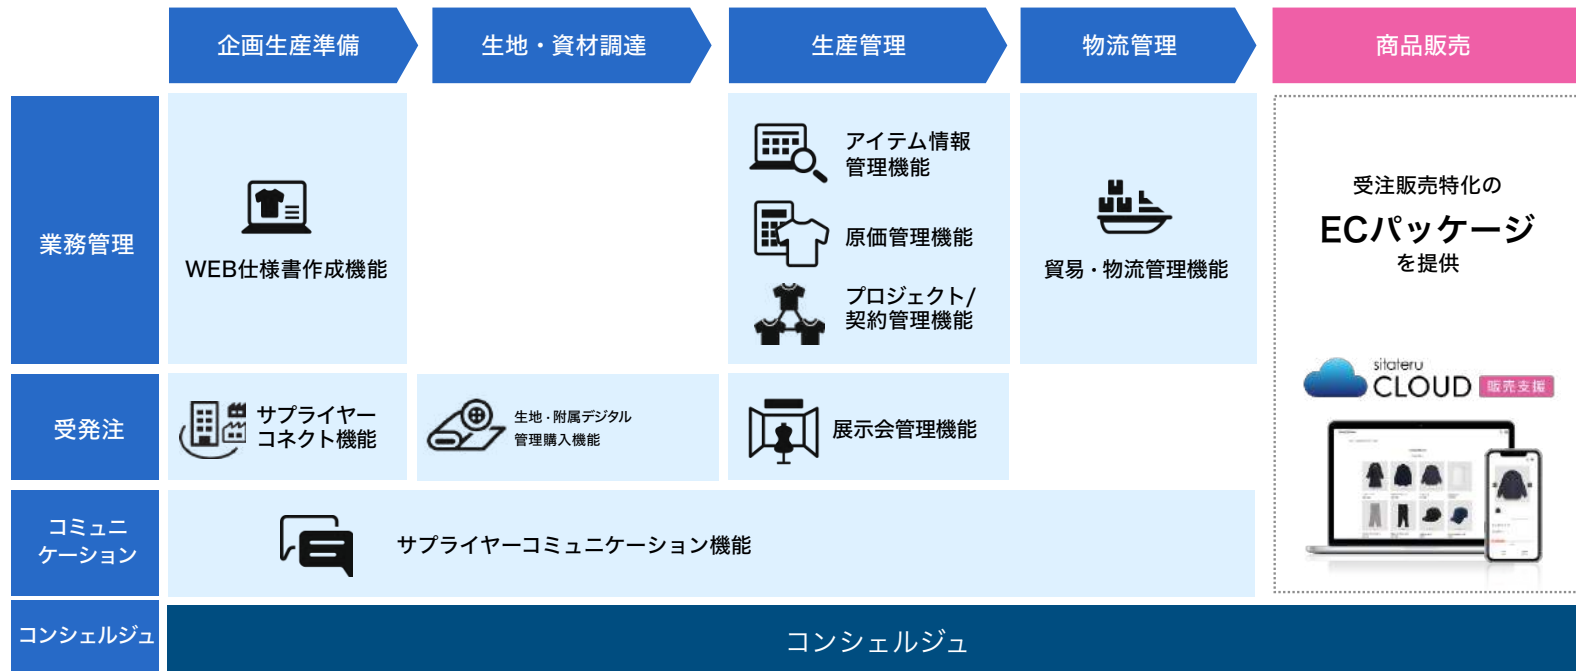 企画生産準備
生地・資材調達
生産管理
物流管理
商品販売
業務管理
WEB仕様書作成機能
アイテム情報
管理機能
原価管理機能
プロジェクト/
契約管理機能
貿易・物流管理機能
受注販売特化の
ECパッケージ
を提供
sitateru
CLOUD
販売支援
受発注
サプライヤー
コネクト機能
生地・付属デジタル
管理購入機能
展示会管理機能
コミュニ
ケーション
サプライヤーコミュニケーション機能
コンシェルジュ
コンシェルジュ